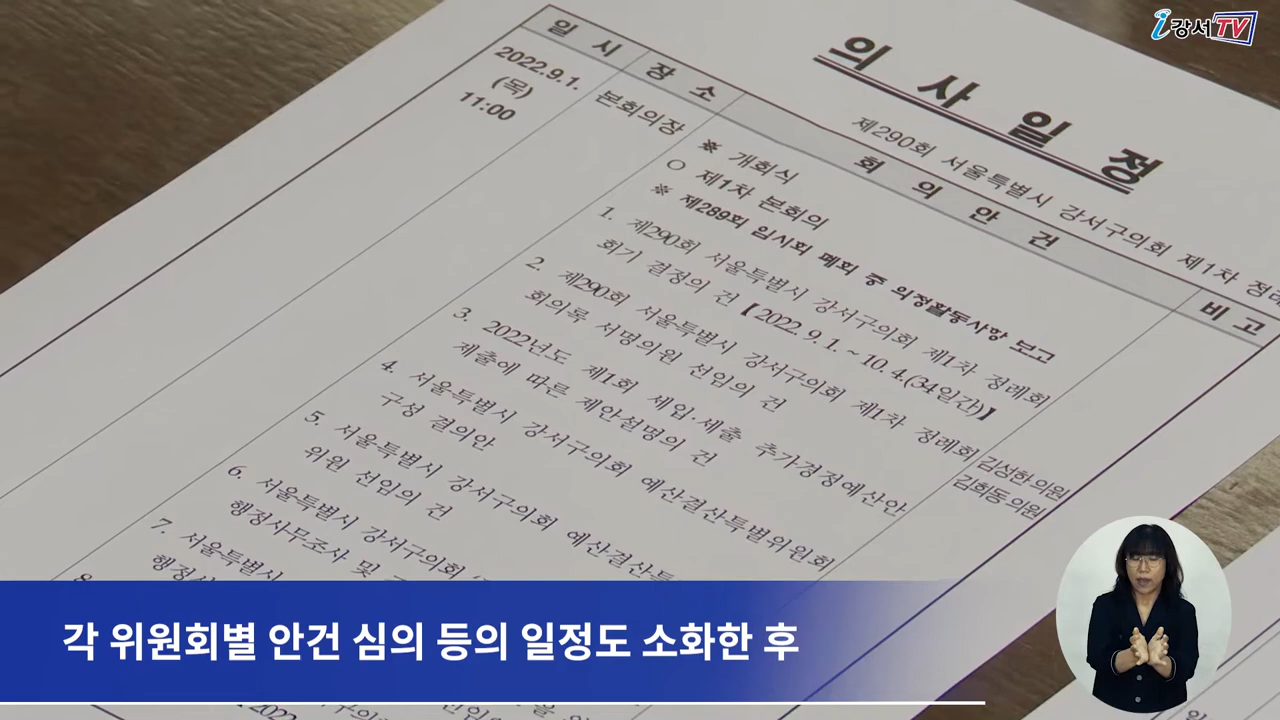 i강서TV
의 사 일 정
제290회 서울특별시 강서구의회 제1차
일 시 장 소 회 의 안 건 비 고
2022.9.1.
(목)
11:00
본회의장
※ 개회식
○ 제1차 본회의
※ 제289회 임시회 폐회 중 의정활동사항 보고
1. 제290회 서울특별시 강서구의회 제1차 정례회
회기 결정의 건【2022. 9. 1. ~ 10. 4.(34일간)】
2. 제290회 서울특별시 강서구의회 제1차 정례회
회의록 서명의원 선임의 건
김성한 의원
김희동 의원
3. 2022년도 제1회 세입·세출 추가경정예산안
제출에 따른 제안설명의 건
4. 서울특별시 강서구의회 예산결산특별위원회
구성 결의안
5. 서울특별시 강서구의회 예산결산특
위원 선임의 건
6. 서울특별시 강서구의회
행정사무조사 및
7. 서울특별시
각 위원회별 안건 심의 등의 일정도 소화한 후